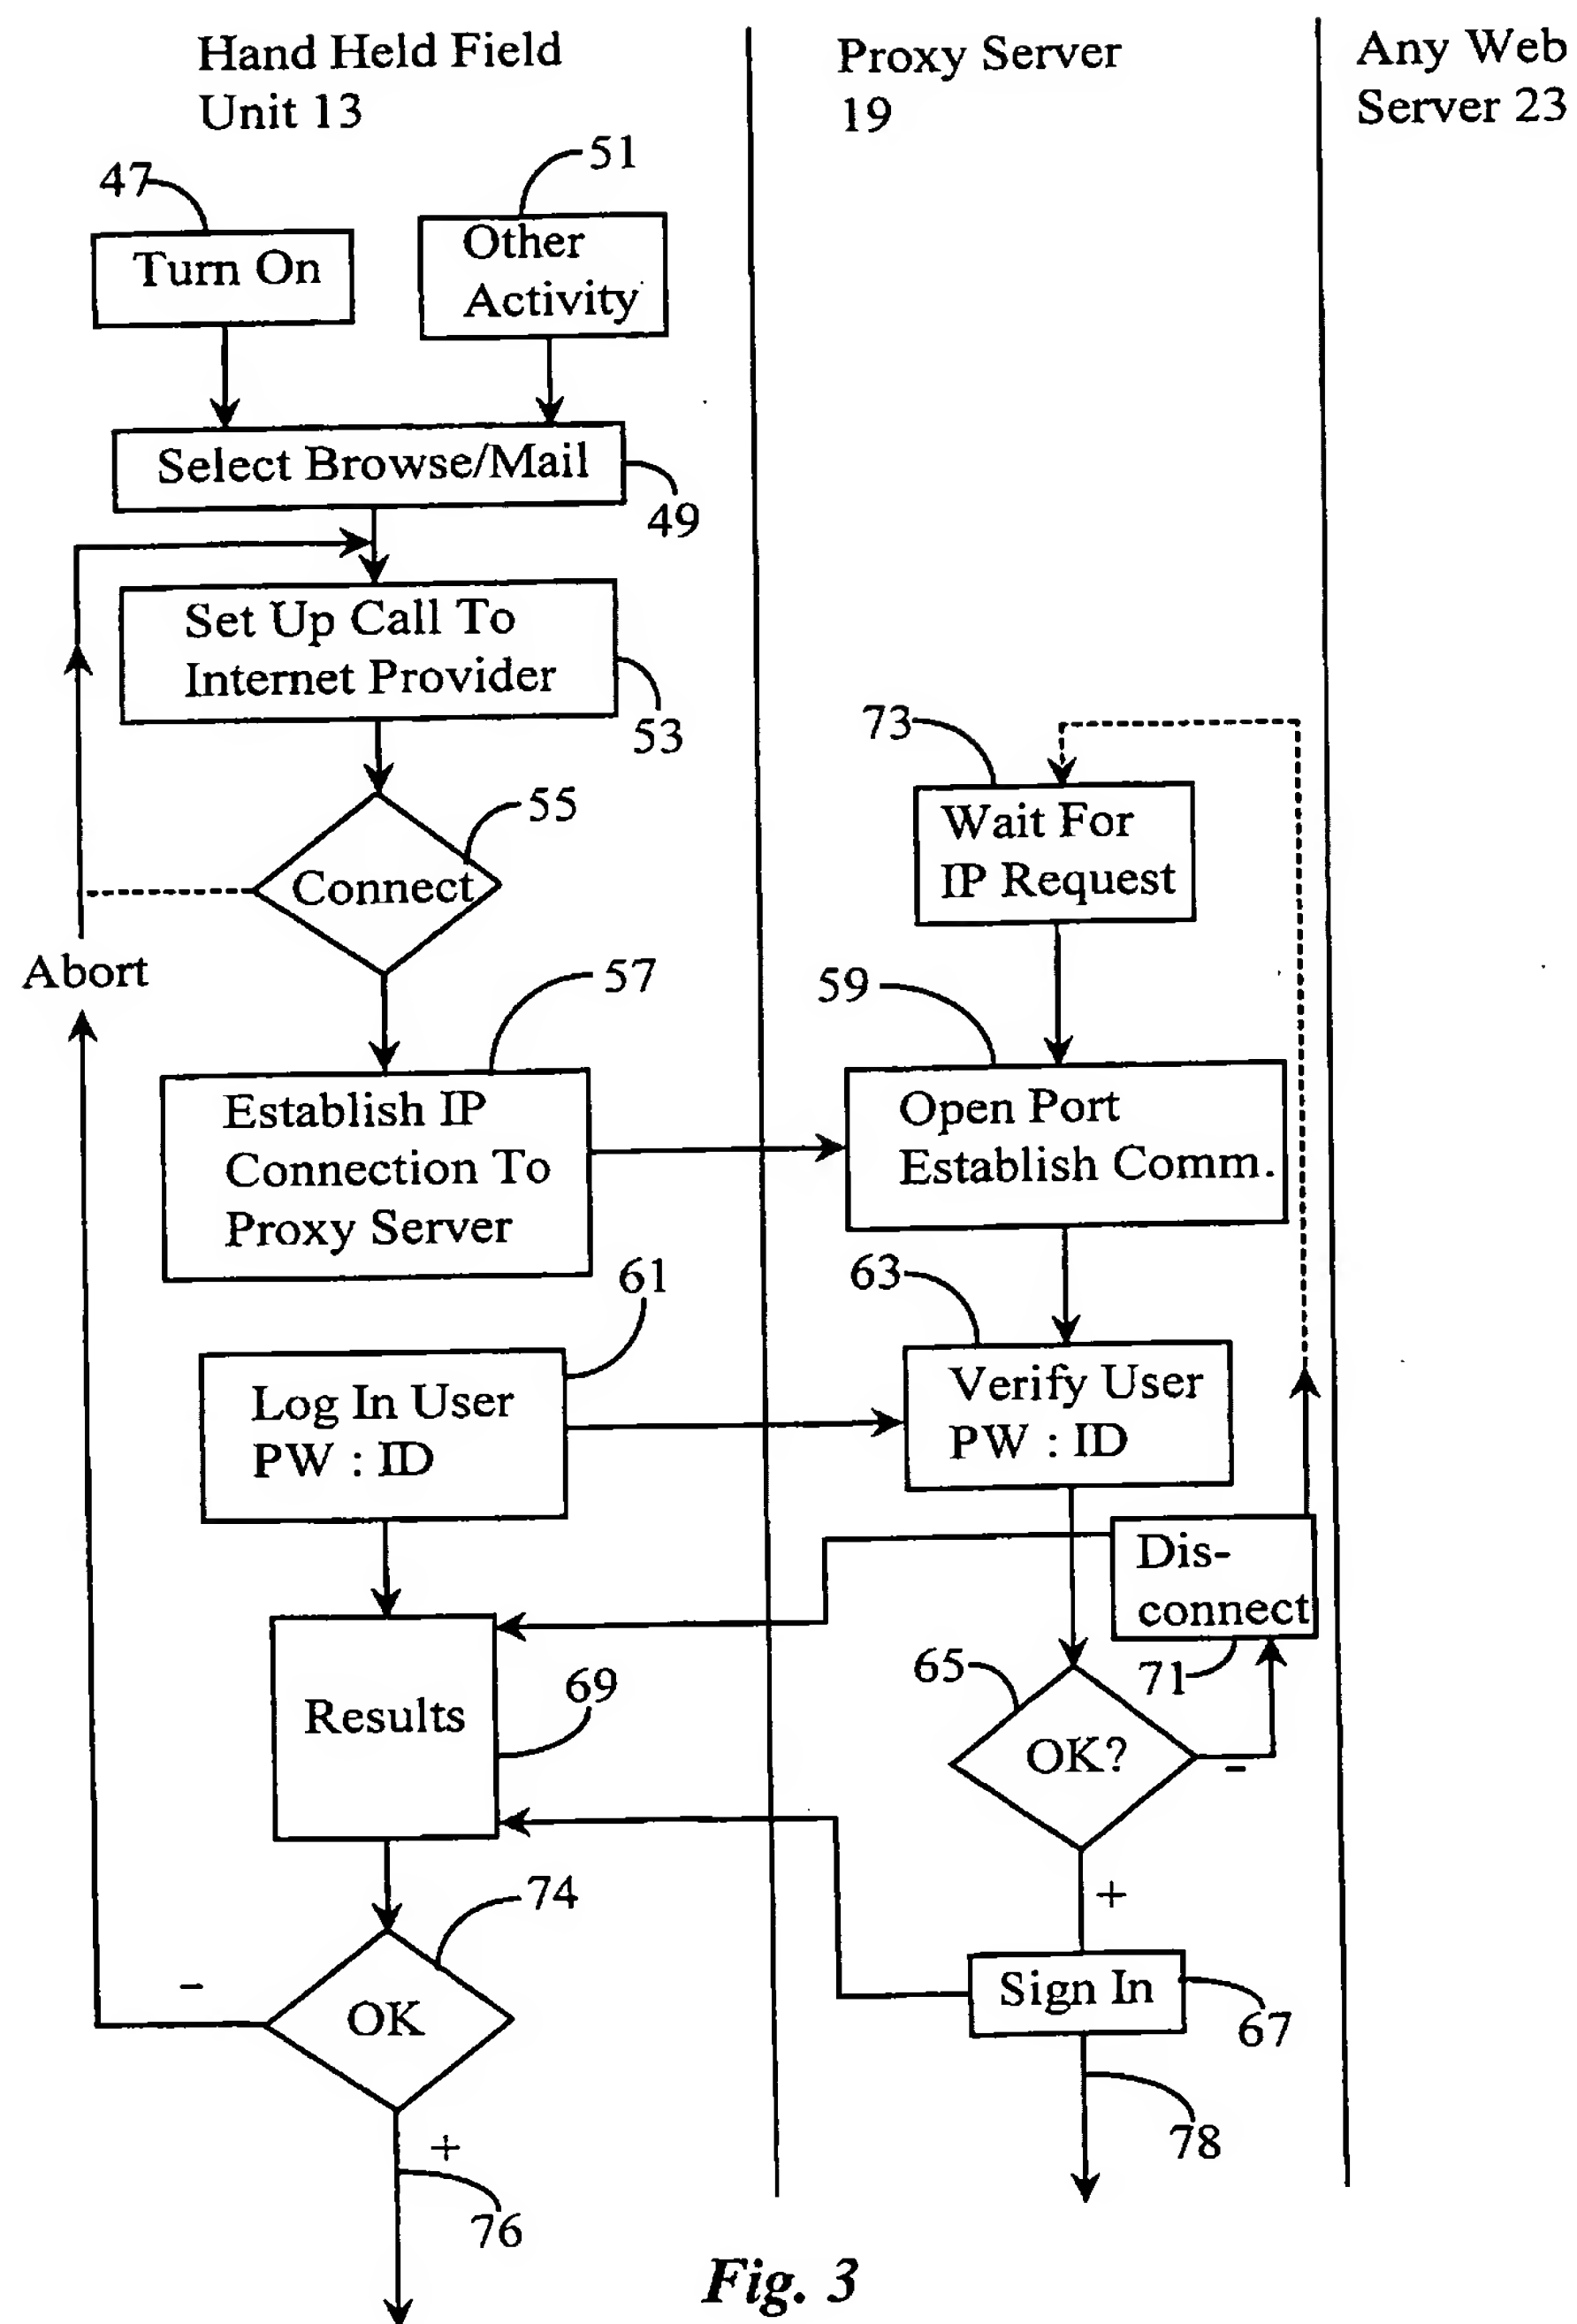 Hand Held Field
Unit 13
Proxy Server
19
Any Web
Server 23
47
51
Turn On
Other
Activity
Select Browse/Mail
49
Set Up Call To
Internet Provider
53
73
55
Connect
Wait For
IP Request
Abort
57
59
Establish IP
Connection To
Proxy Server
Open Port
Establish Comm.
61
63
Log In User
PW : ID
Verify User
PW : ID
Dis-
connect
71
65
69
Results
OK?
-
+
74
-
OK
Sign In
67
78
+
76
Fig. 3